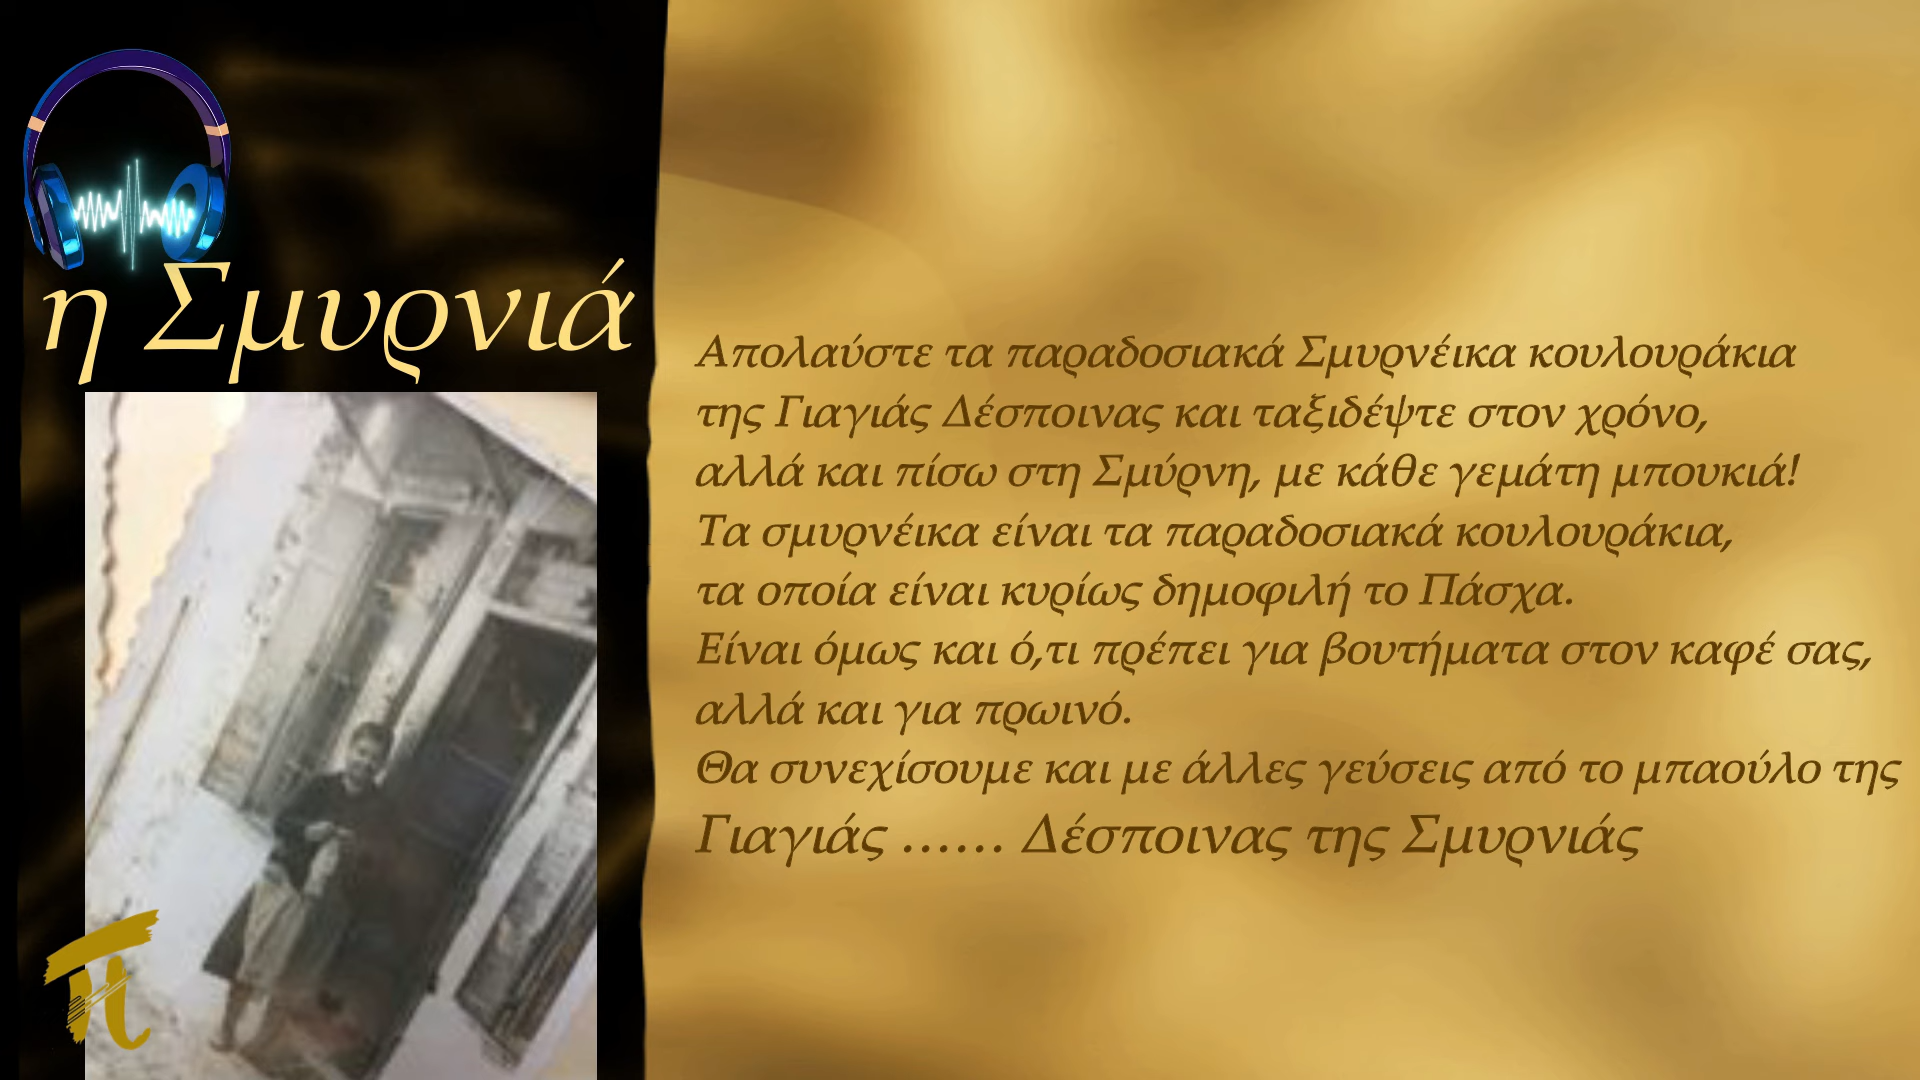 η Σμυρνιά
Απολαύστε τα παραδοσιακά Σμυρνέικα κουλουράκια
της Γιαγιάς Δέσποινας και ταξιδέψτε στον χρόνο,
αλλά και πίσω στη Σμύρνη, με κάθε γεμάτη μπουκιά!
Τα σμυρνέικα είναι τα παραδοσιακά κουλουράκια,
τα οποία είναι κυρίως δημοφιλή το Πάσχα.
Είναι όμως και ό,τι πρέπει για βουτήματα στον καφέ σας,
αλλά και για πρωινό.
Θα συνεχίσουμε και με άλλες γεύσεις από το μπαούλο της
Γιαγιάς ...... Δέσποινας της Σμυρνιάς
π